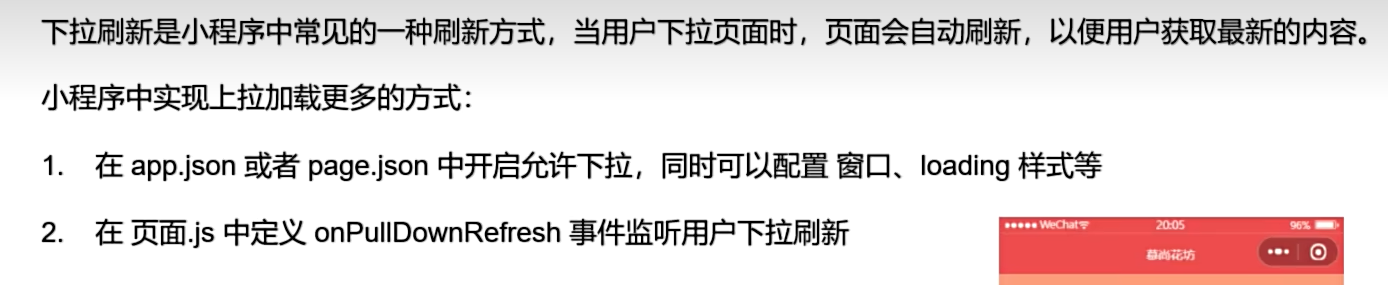 下拉刷新是小程序中常见的一种刷新方式，当用户下拉页面时，页面会自动刷新，以便用户获取最新的内容。
小程序中实现上拉加载更多的方式：
1. 在 app.json 或者 page.json 中开启允许下拉，同时可以配置 窗口、loading 样式等
2. 在 页面.js 中定义 onPullDownRefresh 事件监听用户下拉刷新
WeChat 20:05 96%
慕尚花坊